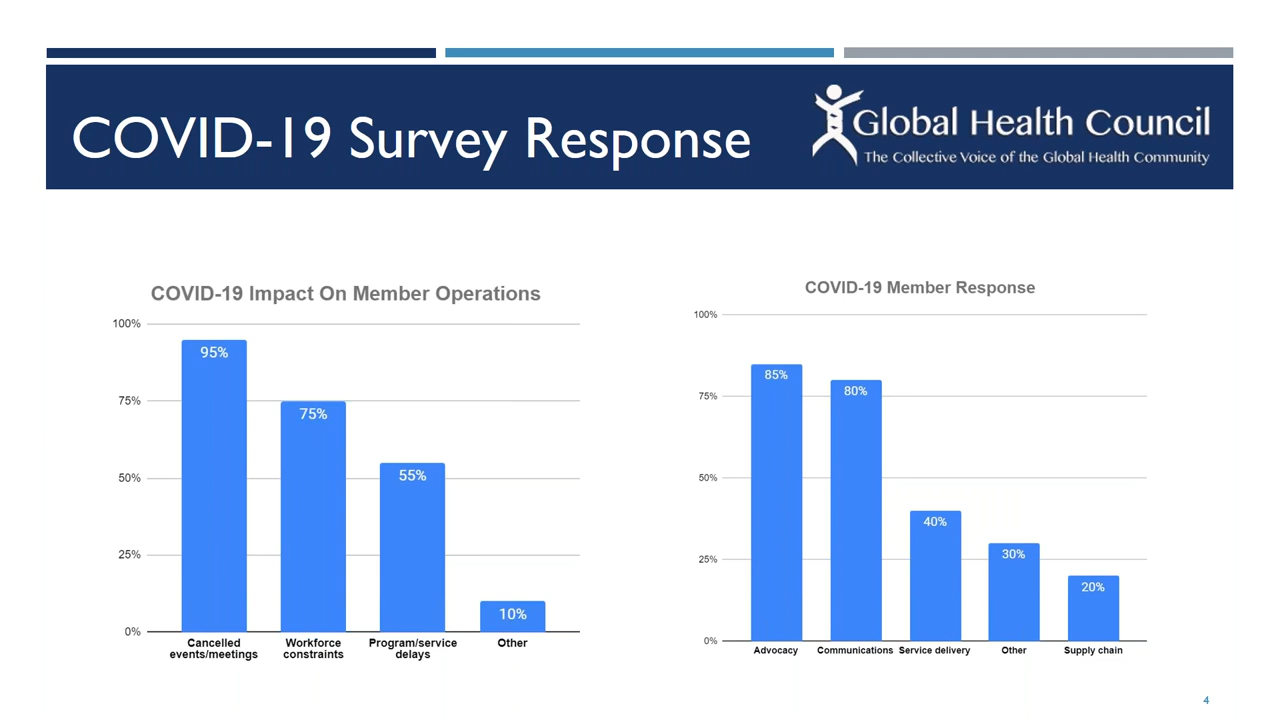 COVID-19 Survey Response
Global Health Council
The Collective Voice of the Global Health Community
COVID-19 Impact On Member Operations
100%
75%
50%
25%
0%
95%
75%
55%
10%
Cancelled
events/meetings
Workforce
constraints
Program/service
delays
Other
COVID-19 Member Response
100%
75%
50%
25%
0%
85%
80%
40%
30%
20%
Advocacy
Communications
Service delivery
Other
Supply chain
4